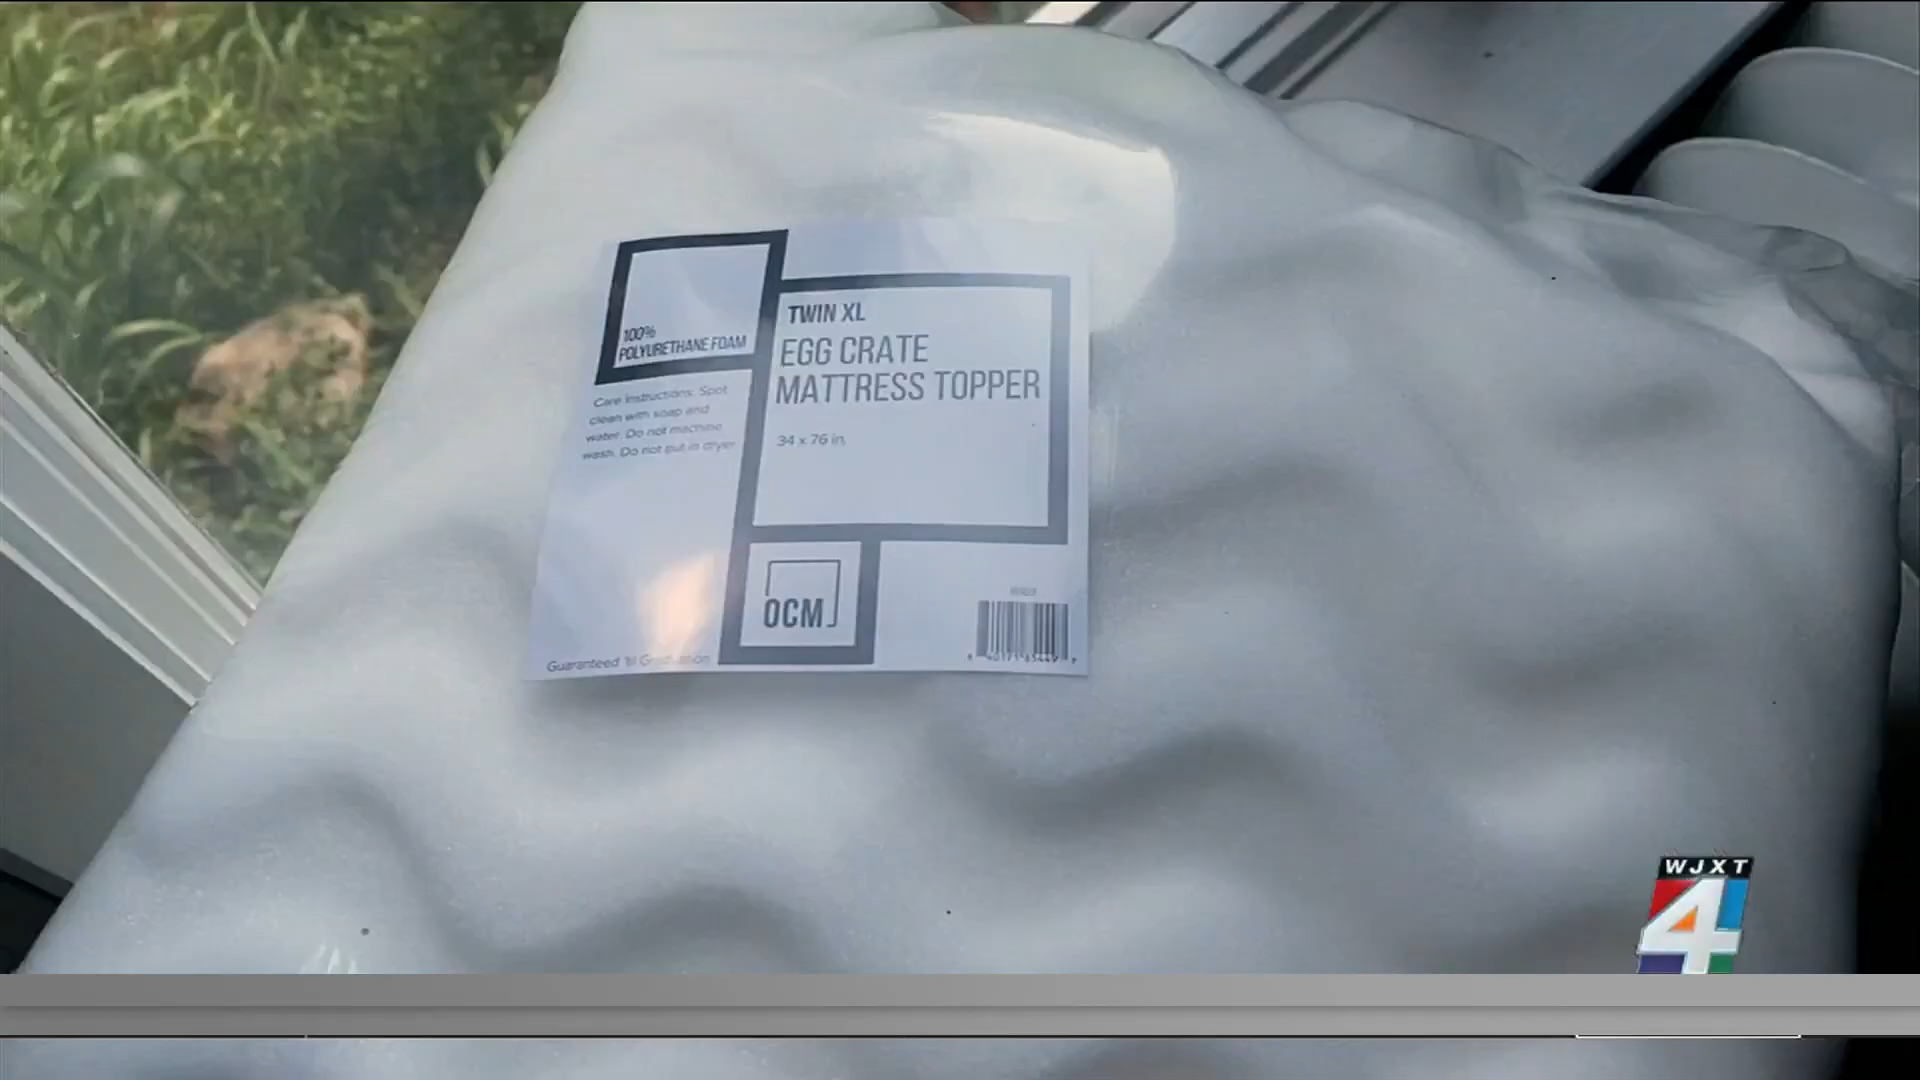 100%
POLYURETHANE FOAM
Care Instructions: Spot
clean with soap and
water. Do not machine
wash. Do not put in dryer
TWIN XL
EGG CRATE
MATTRESS TOPPER
34 x 76 in.
OCM
Guaranteed 'til
WJXT
4